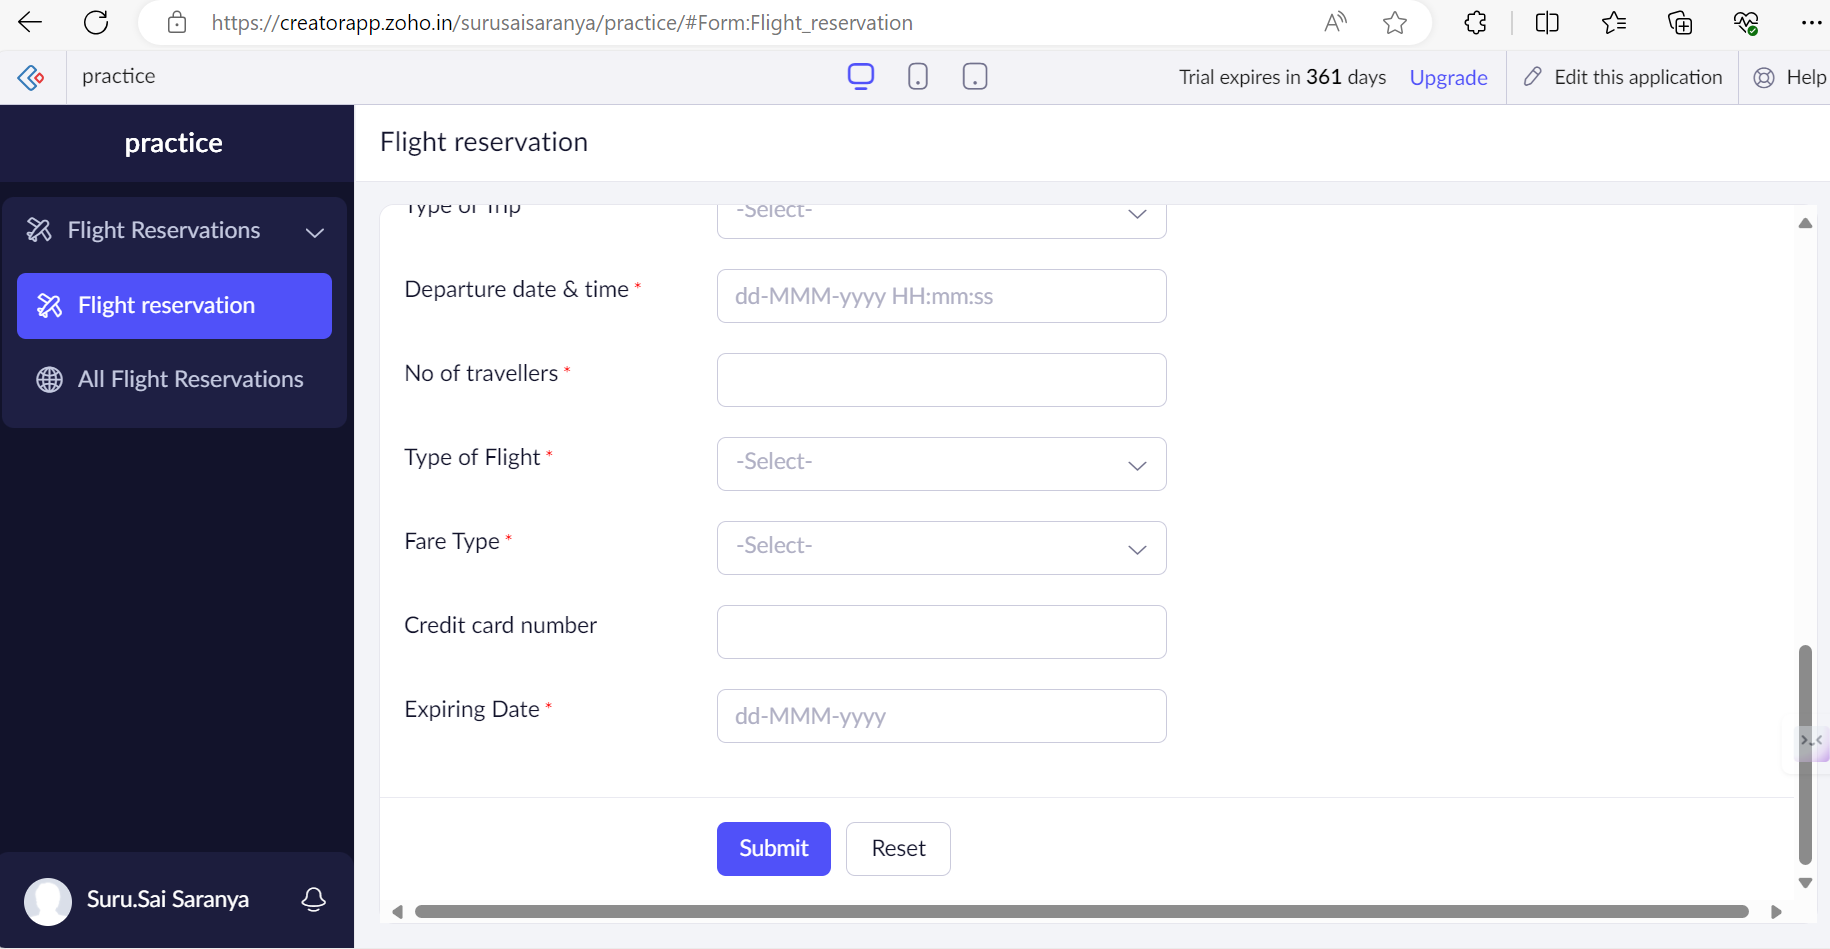 https://creatorapp.zoho.in/surusaisaranya/practice/#Form:Flight_reservation
practice
Trial expires in 361 days
Upgrade
Edit this application
Help
practice
Flight Reservations
Flight reservation
All Flight Reservations
Suru.Sai Saranya
Flight reservation
Type of Trip
-Select-
Departure date & time *
dd-MMM-yyyy HH:mm:ss
No of travellers *
Type of Flight *
-Select-
Fare Type *
-Select-
Credit card number
Expiring Date *
dd-MMM-yyyy
Submit
Reset